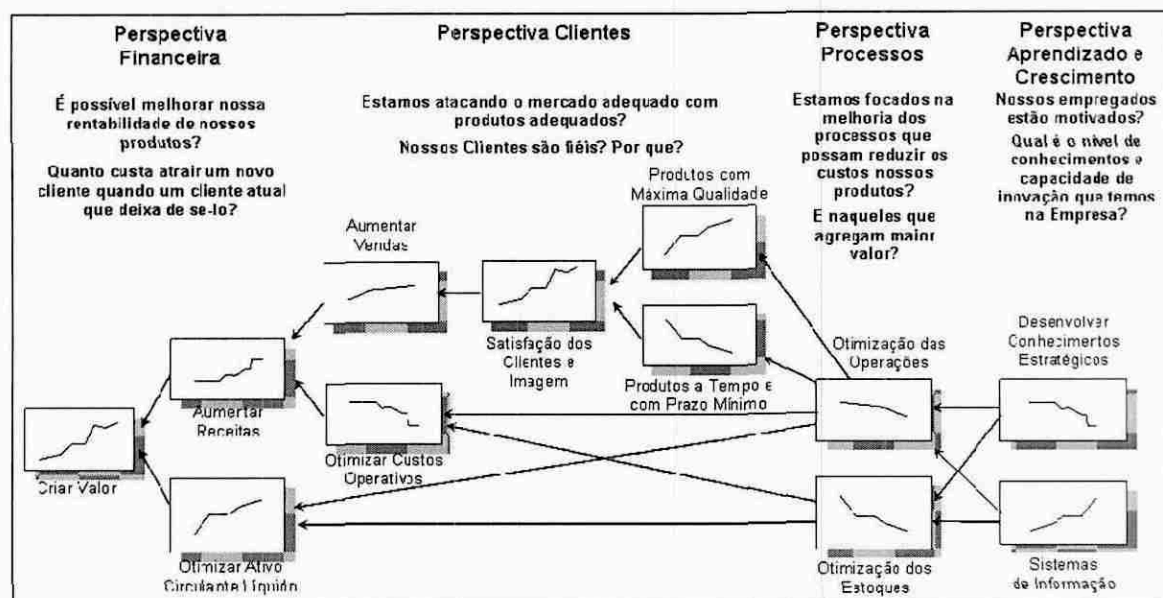 Perspectiva
Financeira
É possível melhorar nossa
rentabilidade de nossos
produtos?
Quanto custa atrair um novo
cliente quando um cliente atual
que deixa de se-lo?
Perspectiva Clientes
Estamos atacando o mercado adequado com
produtos adequados?
Nossos Clientes são fiéis? Por que?
Perspectiva
Processos
Estamos focados na
melhoria dos
processos que
possam reduzir os
custos nossos
produtos?
E naqueles que
agregam maior
valor?
Perspectiva
Aprendizado e
Crescimento
Nossos empregados
estão motivados?
Qual é o nível de
conhecimentos e
capacidade de
inovação que temos
na Empresa?
Produtos com
Máxima Qualidade
Aumentar
Vendas
Satisfação dos
Clientes e
Imagem
Produtos a Tempo e
com Prazo Mínimo
Otimização das
Operações
Desenvolver
Conhecimentos
Estratégicos
Aumentar
Receitas
Otimizar Custos
Operativos
Criar Valor
Otimizar Ativo
Circulante Líquido
Otimização dos
Estoques
Sistemas
de Informação